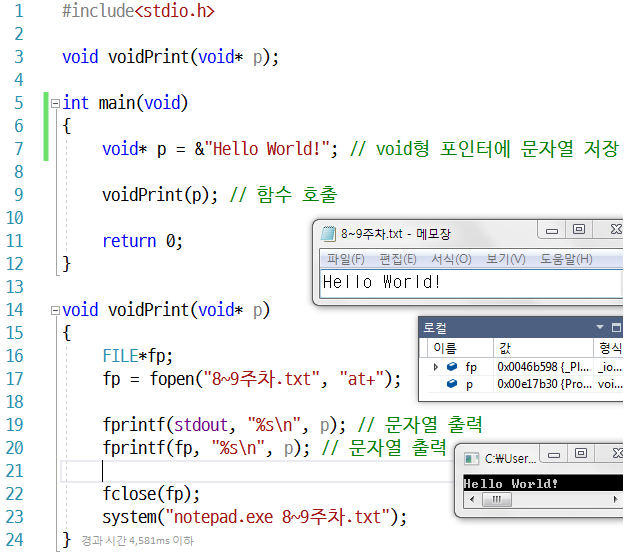 1 #include<stdio.h>
2
3 void voidPrint(void* p);
4
5 int main(void)
6 {
7 void* p = &"Hello World!"; // void형 포인터에 문자열 저장
8
9 voidPrint(p); // 함수 호출
10
11 return 0;
12 }
13
14 void voidPrint(void* p)
15 {
16 FILE*fp;
17 fp = fopen("8~9주차.txt", "at+");
18
19 fprintf(stdout, "%s\n", p); // 문자열 출력
20 fprintf(fp, "%s\n", p); // 문자열 출력
21
22 fclose(fp);
23 system("notepad.exe 8~9주차.txt");
24 } 경과 시간 4,581ms 이하
8~9주차.txt - 메모장
파일(F) 편집(E) 서식(O) 보기(V) 도움말(H)
Hello World!
로컬
이름 값 형식
fp 0x0046b598 {_Pl... _io...
p 0x00e17b30 {Pro... voi...
C:₩User...
Hello World!